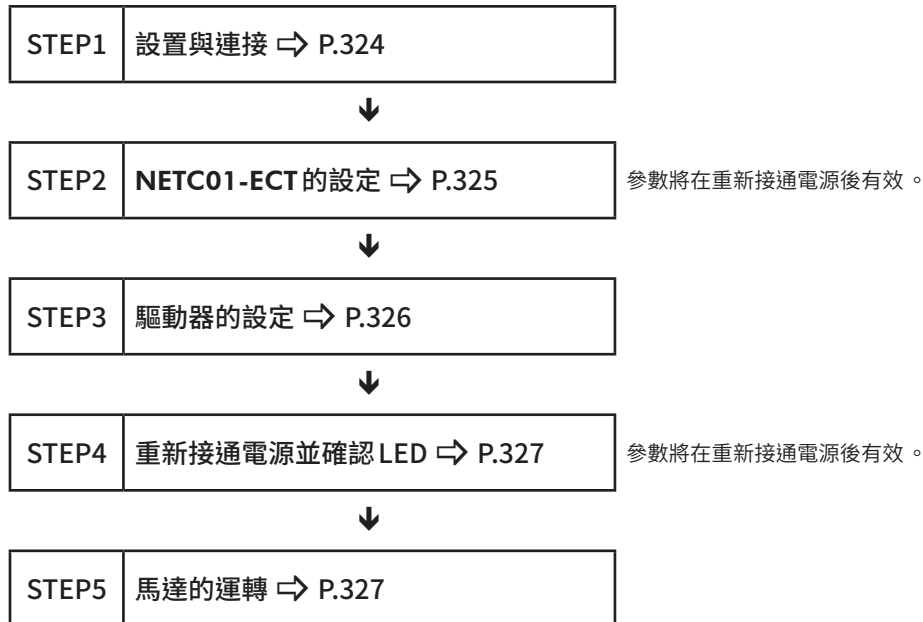 STEP1 設置與連接 ⇨ P.324
STEP2 NETC01-ECT的設定 ⇨ P.325 參數將在重新接通電源後有效。
STEP3 驅動器的設定 ⇨ P.326
STEP4 重新接通電源並確認LED ⇨ P.327 參數將在重新接通電源後有效。
STEP5 馬達的運轉 ⇨ P.327